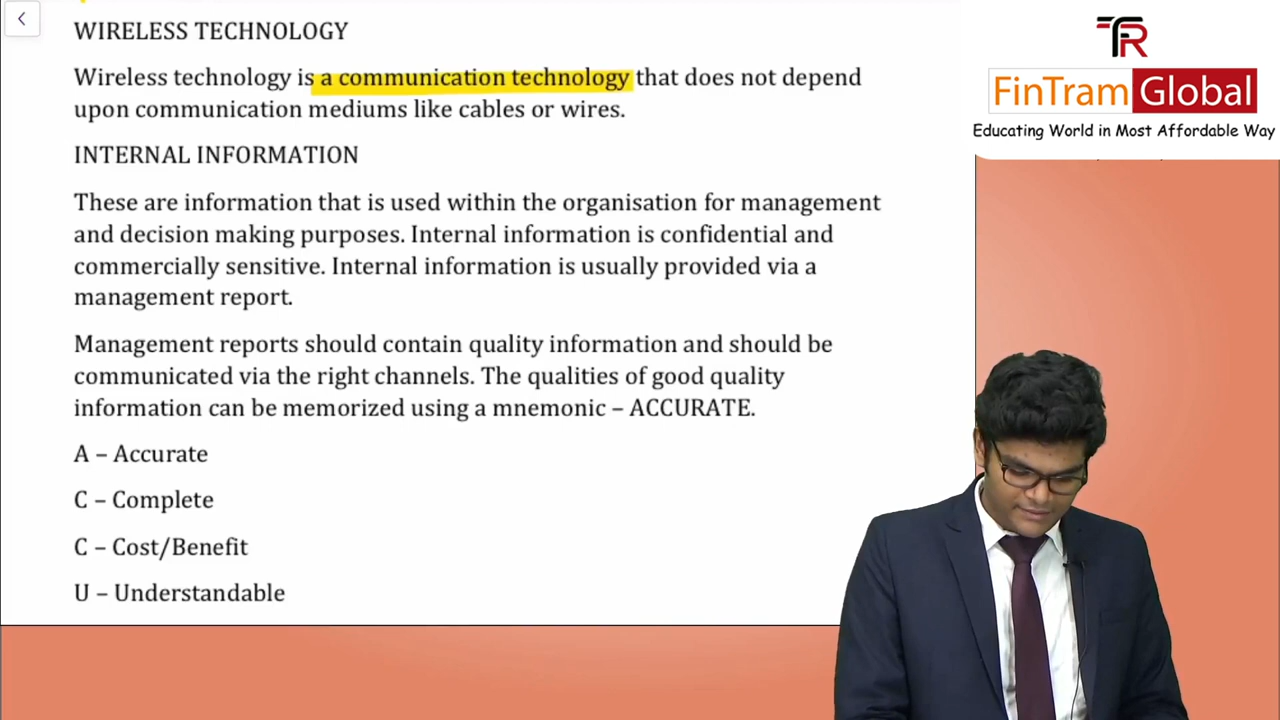 WIRELESS TECHNOLOGY
Wireless technology is a communication technology that does not depend
upon communication mediums like cables or wires.
INTERNAL INFORMATION
These are information that is used within the organisation for management
and decision making purposes. Internal information is confidential and
commercially sensitive. Internal information is usually provided via a
management report.
Management reports should contain quality information and should be
communicated via the right channels. The qualities of good quality
information can be memorized using a mnemonic – ACCURATE.
A – Accurate
C – Complete
C – Cost/Benefit
U – Understandable
TR
FinTram Global
Educating World in Most Affordable Way